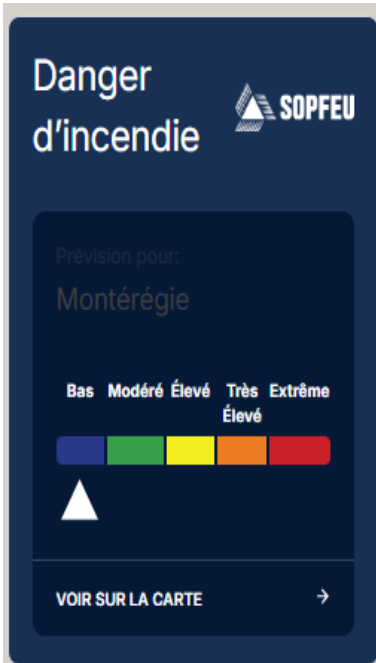 Danger
d’incendie
SOPFEU
Prévision pour:
Montérégie
Bas Modéré Élevé Très Élevé Extrême
VOIR SUR LA CARTE →